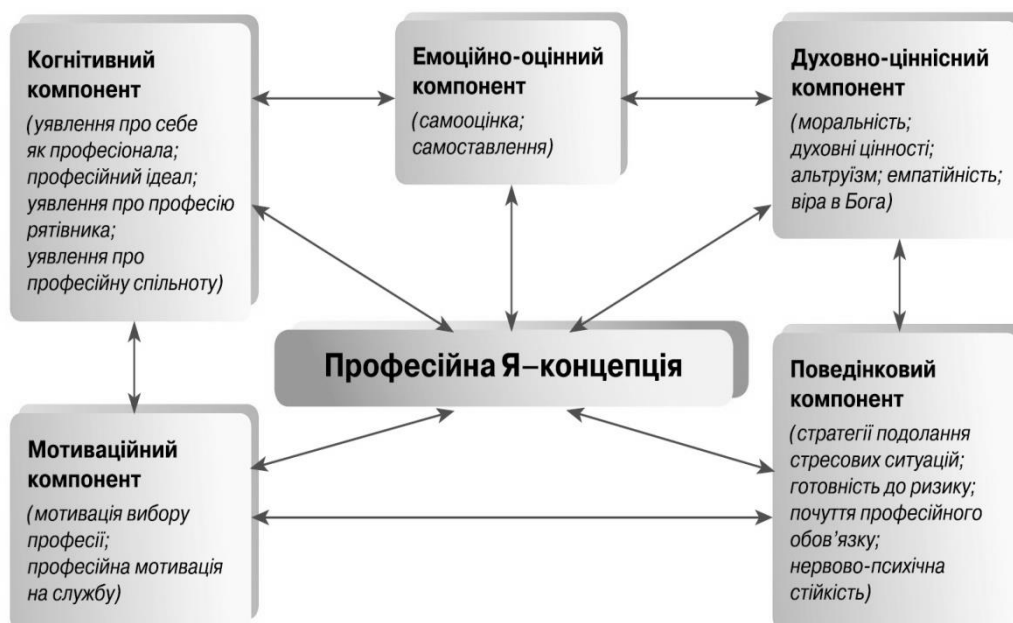 Когнітивний
компонент
(уявлення про себе
як професіонала;
професійний ідеал;
уявлення про професію
рятівника;
уявлення про
професійну спільноту)
Емоційно-оцінний
компонент
(самооцінка;
самоставлення)
Духовно-ціннісний
компонент
(моральність;
духовні цінності;
альтруїзм; емпатійність;
віра в Бога)
Професійна Я–концепція
Мотиваційний
компонент
(мотивація вибору
професії;
професійна мотивація
на службу)
Поведінковий
компонент
(стратегії подолання
стресових ситуацій;
готовність до ризику;
почуття професійного
обов’язку;
нервово-психічна
стійкість)